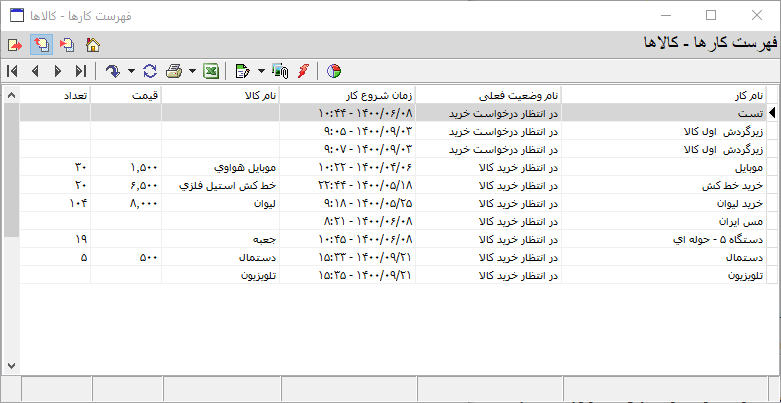 فهرست کارها - کالاها
فهرست کارها - کالاها
نام کار نام وضعیت فعلی زمان شروع کار نام کالا قیمت تعداد
تست در انتظار درخواست خرید ۱۴۰۰/۰۶/۰۸ - ۱۰:۴۴
زیرگردش اول کالا در انتظار درخواست خرید ۱۴۰۰/۰۹/۰۳ - ۹:۰۵
زیرگردش اول کالا در انتظار درخواست خرید ۱۴۰۰/۰۹/۰۳ - ۹:۰۷
موبایل در انتظار خرید کالا ۱۴۰۰/۰۴/۰۶ - ۱۰:۲۲ موبایل هواوي ۱,۵۰۰ ۳۰
خرید خط کش در انتظار خرید کالا ۱۴۰۰/۰۵/۱۸ - ۲۲:۴۴ خط کش استیل فلزي ۶,۵۰۰ ۲۰
خرید لیوان در انتظار خرید کالا ۱۴۰۰/۰۵/۲۵ - ۹:۱۸ لیوان ۸,۰۰۰ ۱۰۴
مس ایران در انتظار خرید کالا ۱۴۰۰/۰۶/۰۸ - ۸:۲۱
دستگاه ۵ - حوله اي در انتظار خرید کالا ۱۴۰۰/۰۶/۰۸ - ۱۰:۴۵ جعبه ۱۹
دستمال در انتظار خرید کالا ۱۴۰۰/۰۹/۲۱ - ۱۵:۳۳ دستمال ۵۰۰ ۵
تلویزیون در انتظار خرید کالا ۱۴۰۰/۰۹/۲۱ - ۱۵:۳۵ تلویزیون